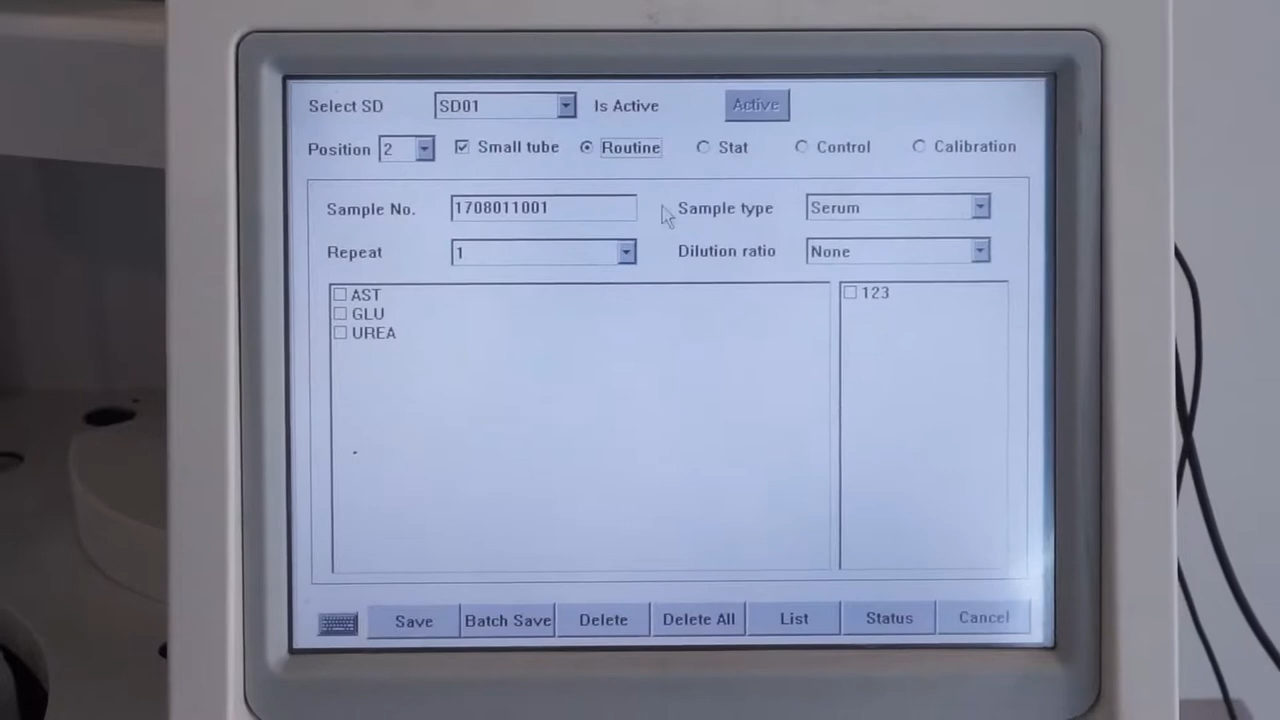 Select SD SD01 Is Active Active
Position 2 Small tube Routine Stat Control Calibration
Sample No. 1708011001 Sample type Serum
Repeat 1 Dilution ratio None
AST 123
GLU
UREA
Save Batch Save Delete Delete All List Status Cancel